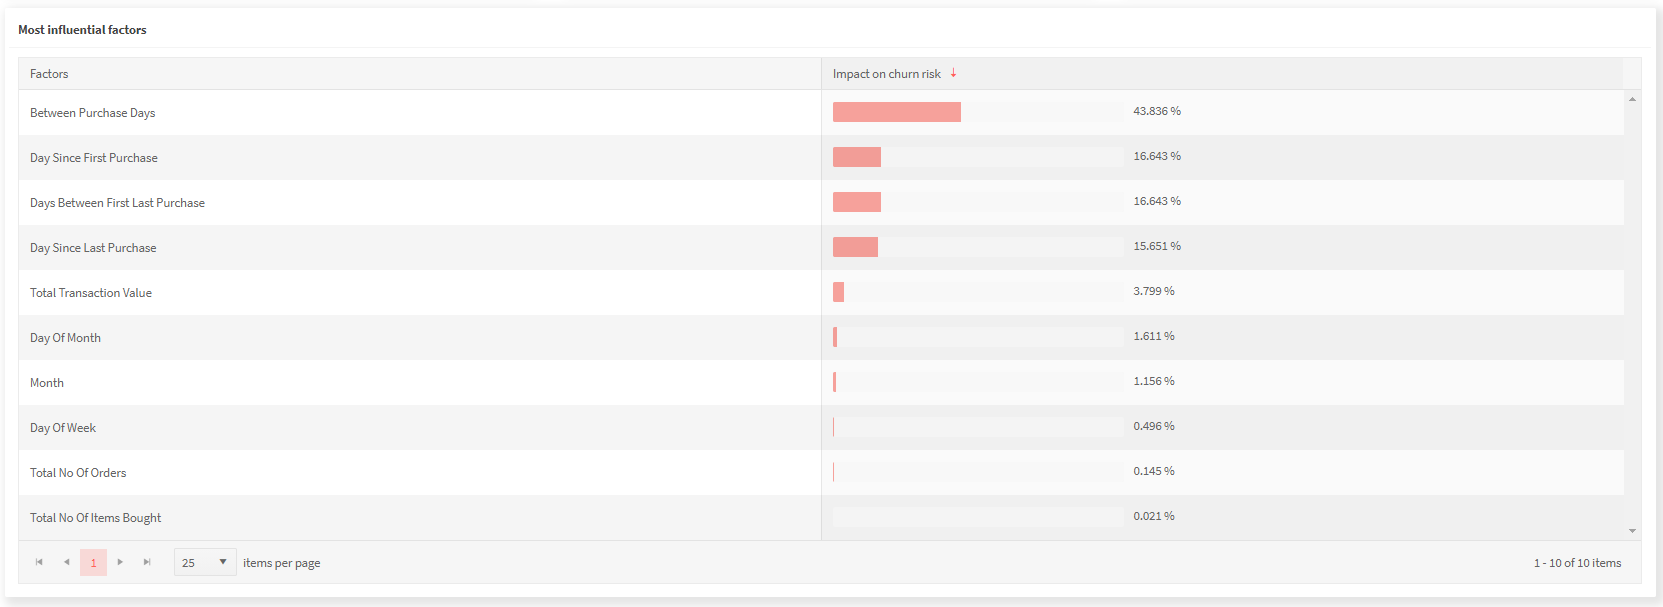 Most influential factors
Factors Impact on churn risk ↓
Between Purchase Days 43.836 %
Day Since First Purchase 16.643 %
Days Between First Last Purchase 16.643 %
Day Since Last Purchase 15.651 %
Total Transaction Value 3.799 %
Day Of Month 1.611 %
Month 1.156 %
Day Of Week 0.496 %
Total No Of Orders 0.145 %
Total No Of Items Bought 0.021 %
1 25 items per page 1 - 10 of 10 items